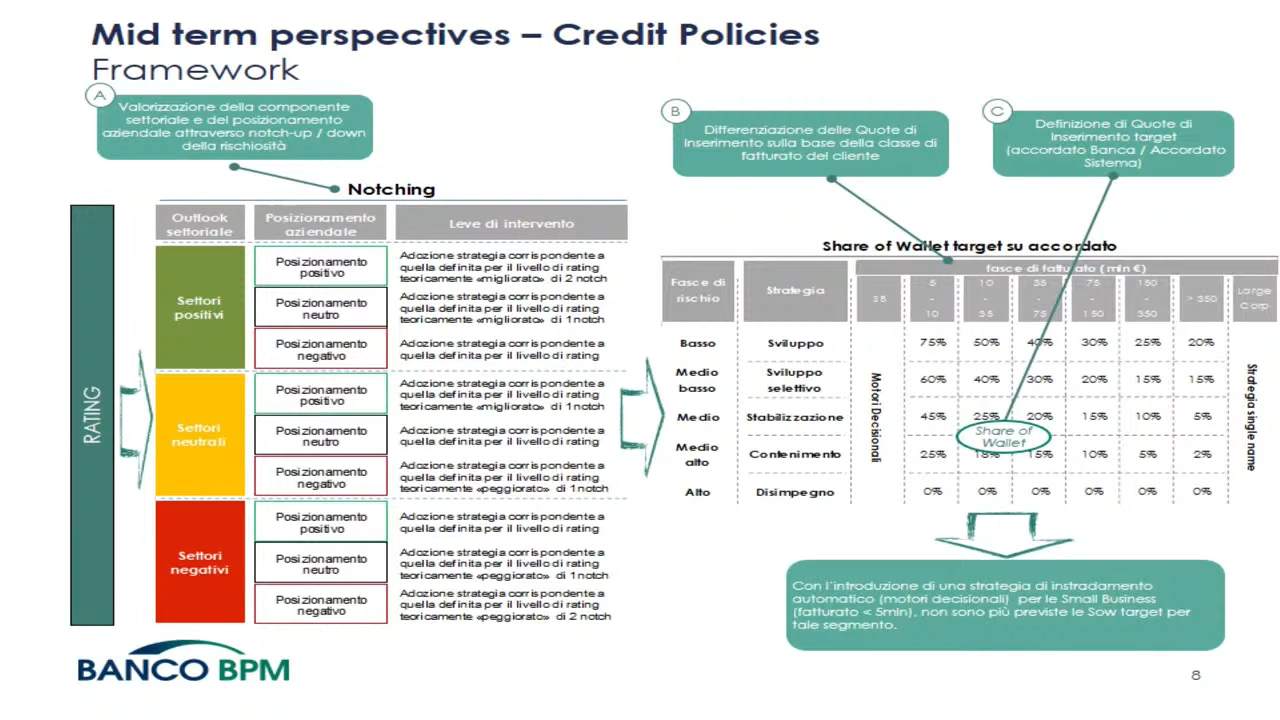 Mid term perspectives – Credit Policies
Framework
A
Valorizzazione della componente
settoriale e del posizionamento
aziendale attraverso notch-up / down
della rischiosità
B
Differenziazione delle Quote di
Inserimento sulla base della classe di
fatturato del cliente
C
Definizione di Quote di
Inserimento target
(accordato Banca / Accordato
Sistema)
Notching
RATING
Outlook
settoriale
Posizionamento
aziendale
Leve di intervento
Settori
positivi
Posizionamento
positivo
Adozione strategia corrispondente a
quella definita per il livello di rating
teoricamente «migliorato» di 2 notch
Posizionamento
neutro
Adozione strategia corrispondente a
quella definita per il livello di rating
teoricamente «migliorato» di 1 notch
Posizionamento
negativo
Adozione strategia corrispondente a
quella definita per il livello di rating
Settori
neutrali
Posizionamento
positivo
Adozione strategia corrispondente a
quella definita per il livello di rating
teoricamente «migliorato» di 1 notch
Posizionamento
neutro
Adozione strategia corrispondente a
quella definita per il livello di rating
Posizionamento
negativo
Adozione strategia corrispondente a
quella definita per il livello di rating
teoricamente «peggiorato» di 1 notch
Settori
negativi
Posizionamento
positivo
Adozione strategia corrispondente a
quella definita per il livello di rating
Posizionamento
neutro
Adozione strategia corrispondente a
quella definita per il livello di rating
teoricamente «peggiorato» di 1 notch
Posizionamento
negativo
Adozione strategia corrispondente a
quella definita per il livello di rating
teoricamente «peggiorato» di 2 notch
Share of Wallet target su accordato
fasce di fatturato (mln €)
Fasce di
rischio
Strategia
SB
5 - 10
10 - 35
35 - 75
75 - 150
150 - 350
> 350
Large
Corp
Basso Sviluppo 75% 50% 40% 30% 25% 20%
Medio
basso
Sviluppo
selettivo
60% 40% 30% 20% 15% 15%
Medio Stabilizzazione 45% 25% 20% 15% 10% 5%
Medio
alto
Contenimento 25% 18% 15% 10% 5% 2%
Alto Disimpegno 0% 0% 0% 0% 0% 0%
Motori Decisionali
Strategia single name
Share of
Wallet
Con l'introduzione di una strategia di instradamento
automatico (motori decisionali) per le Small Business
(fatturato < 5mln), non sono più previste le Sow target per
tale segmento.
BANCO BPM
8